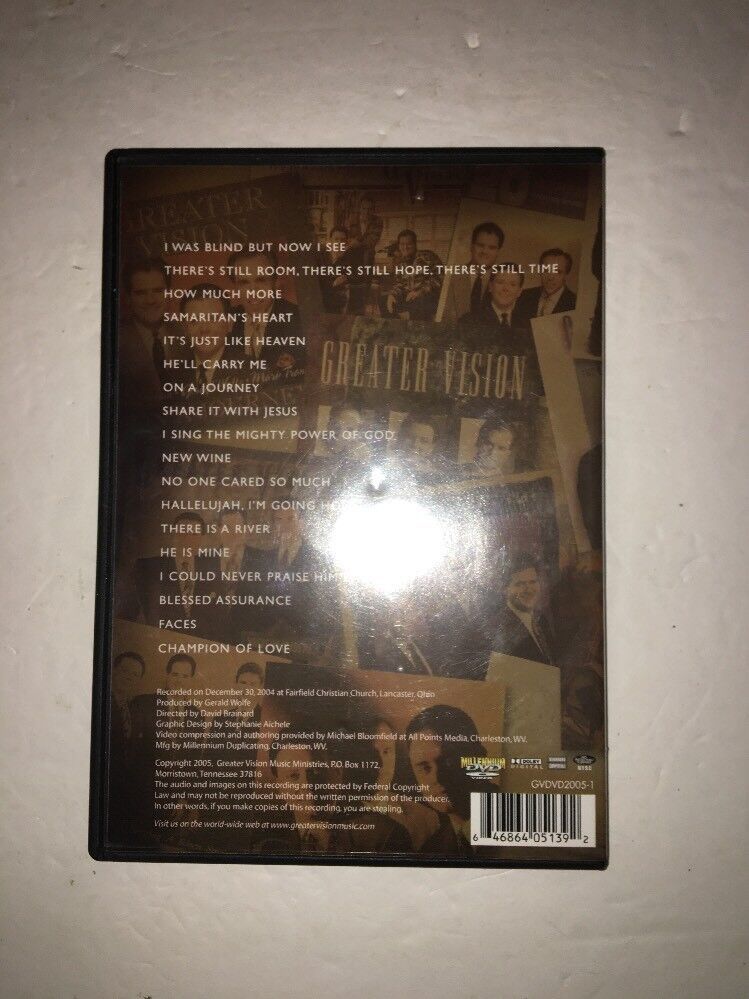 GREATER
VISION
I WAS BLIND BUT NOW I SEE
THERE'S STILL ROOM, THERE'S STILL HOPE, THERE'S STILL TIME
HOW MUCH MORE
SAMARITAN'S HEART
IT'S JUST LIKE HEAVEN
HE'LL CARRY ME
GREATER VISION
ON A JOURNEY
SHARE IT WITH JESUS
I SING THE MIGHTY POWER OF GOD
NEW WINE
NO ONE CARED SO MUCH
HALLELUJAH, I'M GOING
THERE IS A RIVER
HE IS MINE
I COULD NEVER PRAISE HIM
BLESSED ASSURANCE
FACES
CHAMPION OF LOVE
Recorded on December 30, 2004 at Fairfield Christian Church, Lancaster, Ohio
Produced by Gerald Wolfe
Directed by David Brainard
Graphic Design by Stephanie Aichele
Video compression and authoring provided by Michael Bloomfield at All Points Media, Charleston, WV.
Mfg by Millennium Duplicating, Charleston, WV.
Copyright 2005, Greater Vision Music Ministries, P.O. Box 1172,
Morristown, Tennessee 37816
The audio and images on this recording are protected by Federal Copyright
Law and may not be reproduced without the written permission of the producer.
In other words, if you make copies of this recording, you are stealing.
Visit us on the world-wide web at www.greatervisionmusic.com
MILLENNIUM
DVD
VIDEO
DOLBY
DIGITAL
NTSC
GVDVD2005-1
6 46864 05139 2